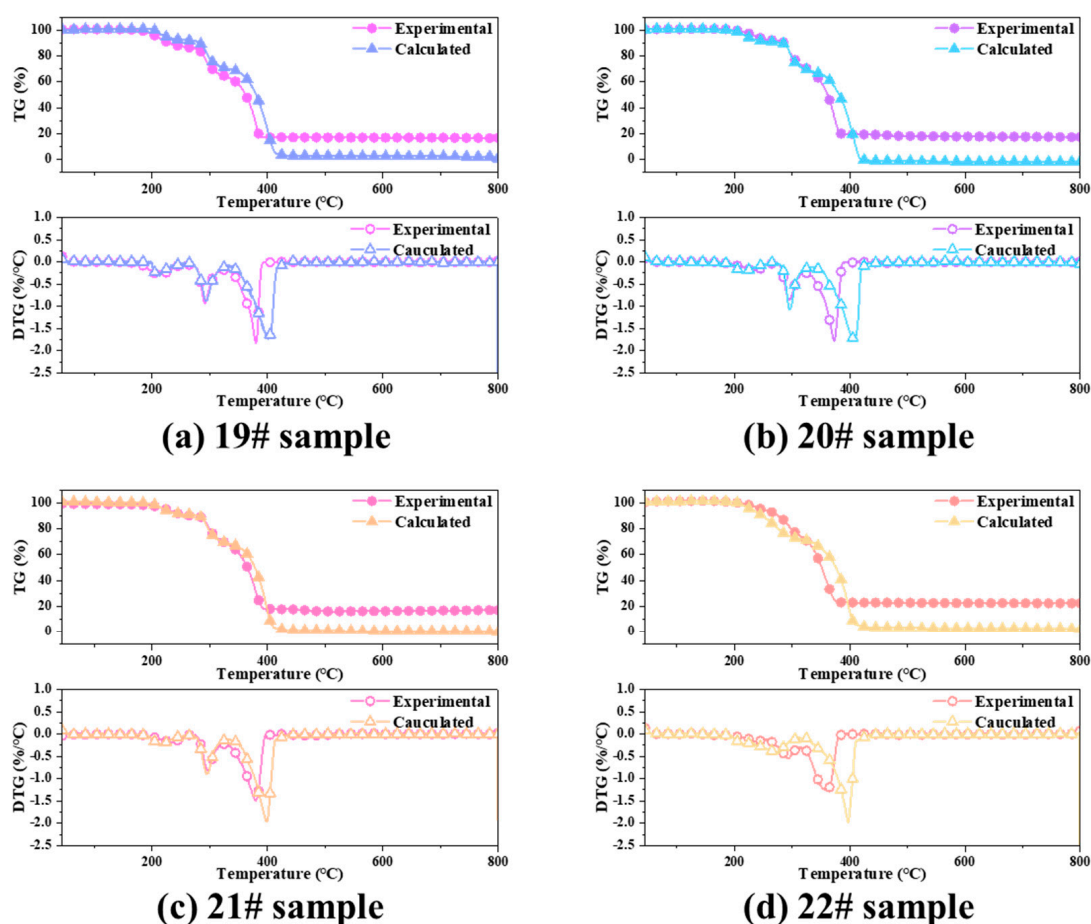 100
80
60
40
20
0
TG (%)
Experimental
Calculated
200
400
600
800
Temperature (°C)
1.0
0.5
0.0
-0.5
-1.0
-1.5
-2.0
-2.5
DTG (%/°C)
Experimental
Cauculated
200
400
600
800
Temperature (°C)
(a) 19# sample
100
80
60
40
20
0
TG (%)
Experimental
Calculated
200
400
600
800
Temperature (°C)
1.0
0.5
0.0
-0.5
-1.0
-1.5
-2.0
-2.5
DTG (%/°C)
Experimental
Cauculated
200
400
600
800
Temperature (°C)
(b) 20# sample
100
80
60
40
20
0
TG (%)
Experimental
Calculated
200
400
600
800
Temperature (°C)
1.0
0.5
0.0
-0.5
-1.0
-1.5
-2.0
-2.5
DTG (%/°C)
Experimental
Cauculated
200
400
600
800
Temperature (°C)
(c) 21# sample
100
80
60
40
20
0
TG (%)
Experimental
Calculated
200
400
600
800
Temperature (°C)
1.0
0.5
0.0
-0.5
-1.0
-1.5
-2.0
-2.5
DTG (%/°C)
Experimental
Cauculated
200
400
600
800
Temperature (°C)
(d) 22# sample